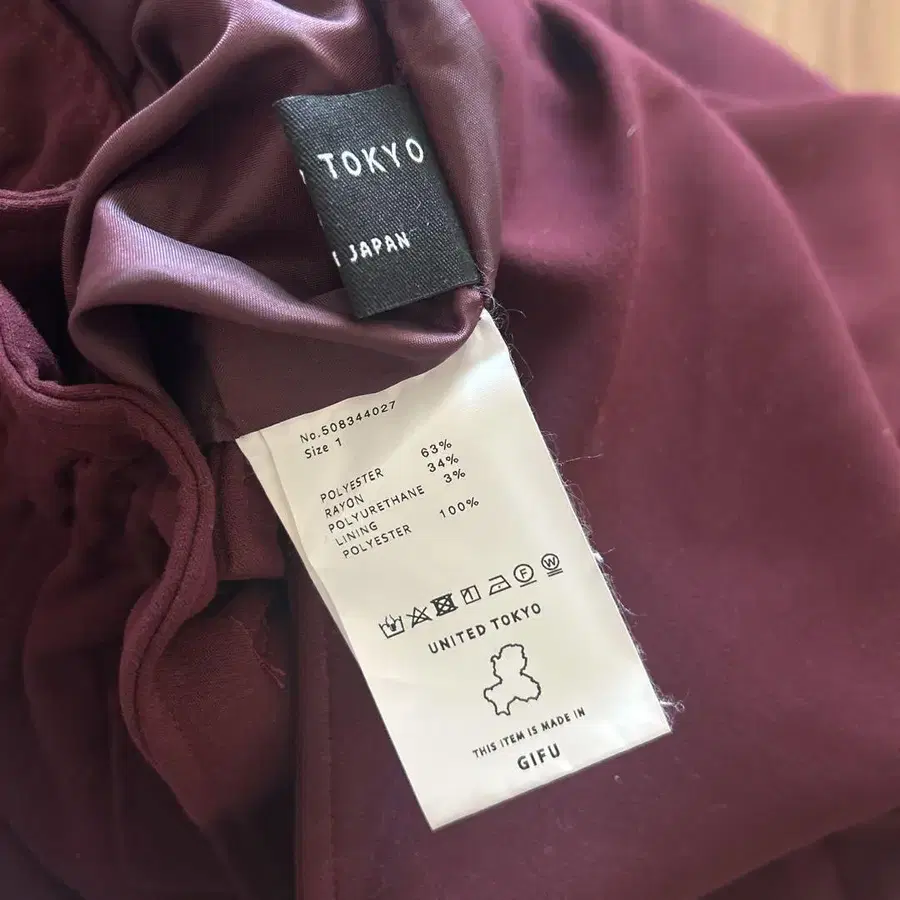 TOKYO
JAPAN
No.508344027
Size 1
POLYESTER 63%
RAYON 34%
POLYURETHANE 3%
LINING
POLYESTER 100%
F W
UNITED TOKYO
THIS ITEM IS MADE IN
GIFU